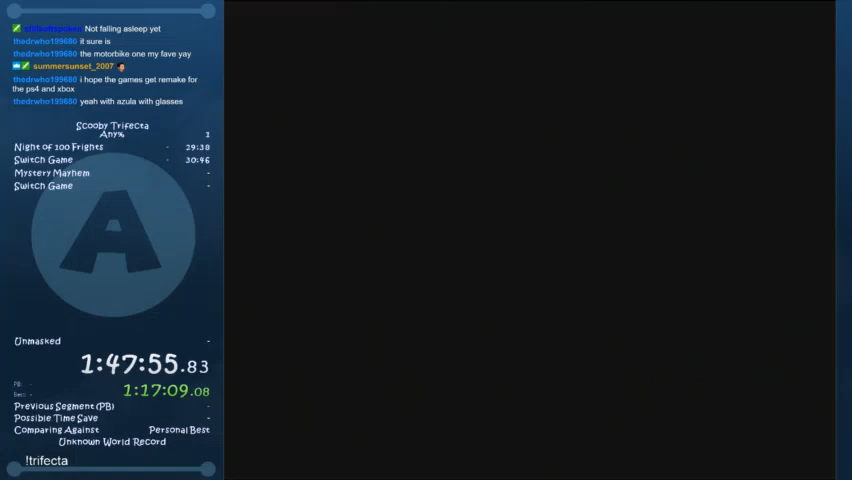 stillsoftspoken Not falling asleep yet
thedrwho199680 it sure is
thedrwho199680 the motorbike one my fave yay
summersunset_2007
thedrwho199680 i hope the games get remake for
the ps4 and xbox
thedrwho199680 yeah with azula with glasses
Scooby Trifecta
Any% 1
Night of 100 Frights - 29:38
Switch Game - 30:46
Mystery Mayhem -
Switch Game -
A
Unmasked -
1:47:55.83
PB: -
Best: -
1:17:09.08
Previous Segment (PB) -
Possible Time Save -
Comparing Against Personal Best
Unknown World Record
!trifecta